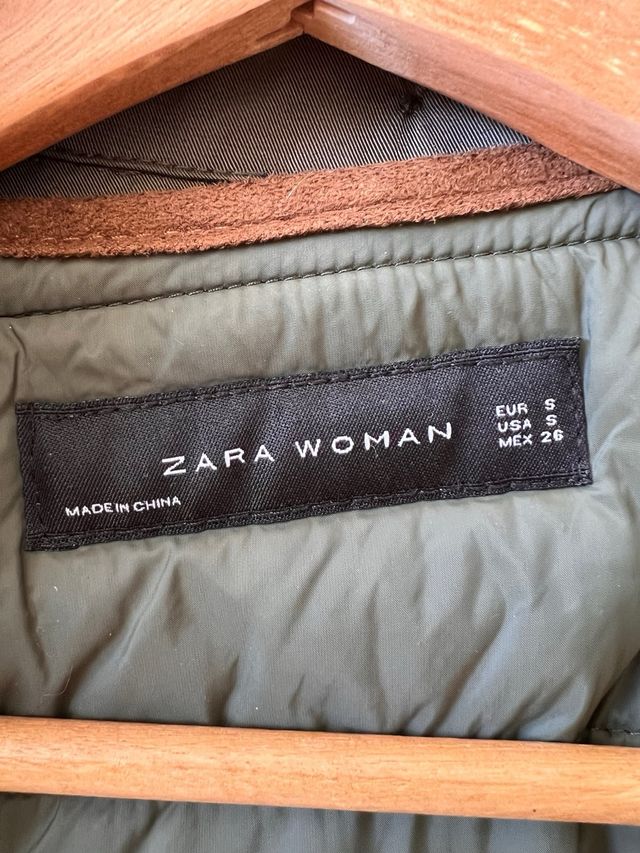 ZARA WOMAN
EUR S
USA S
MEX 26
MADE IN CHINA